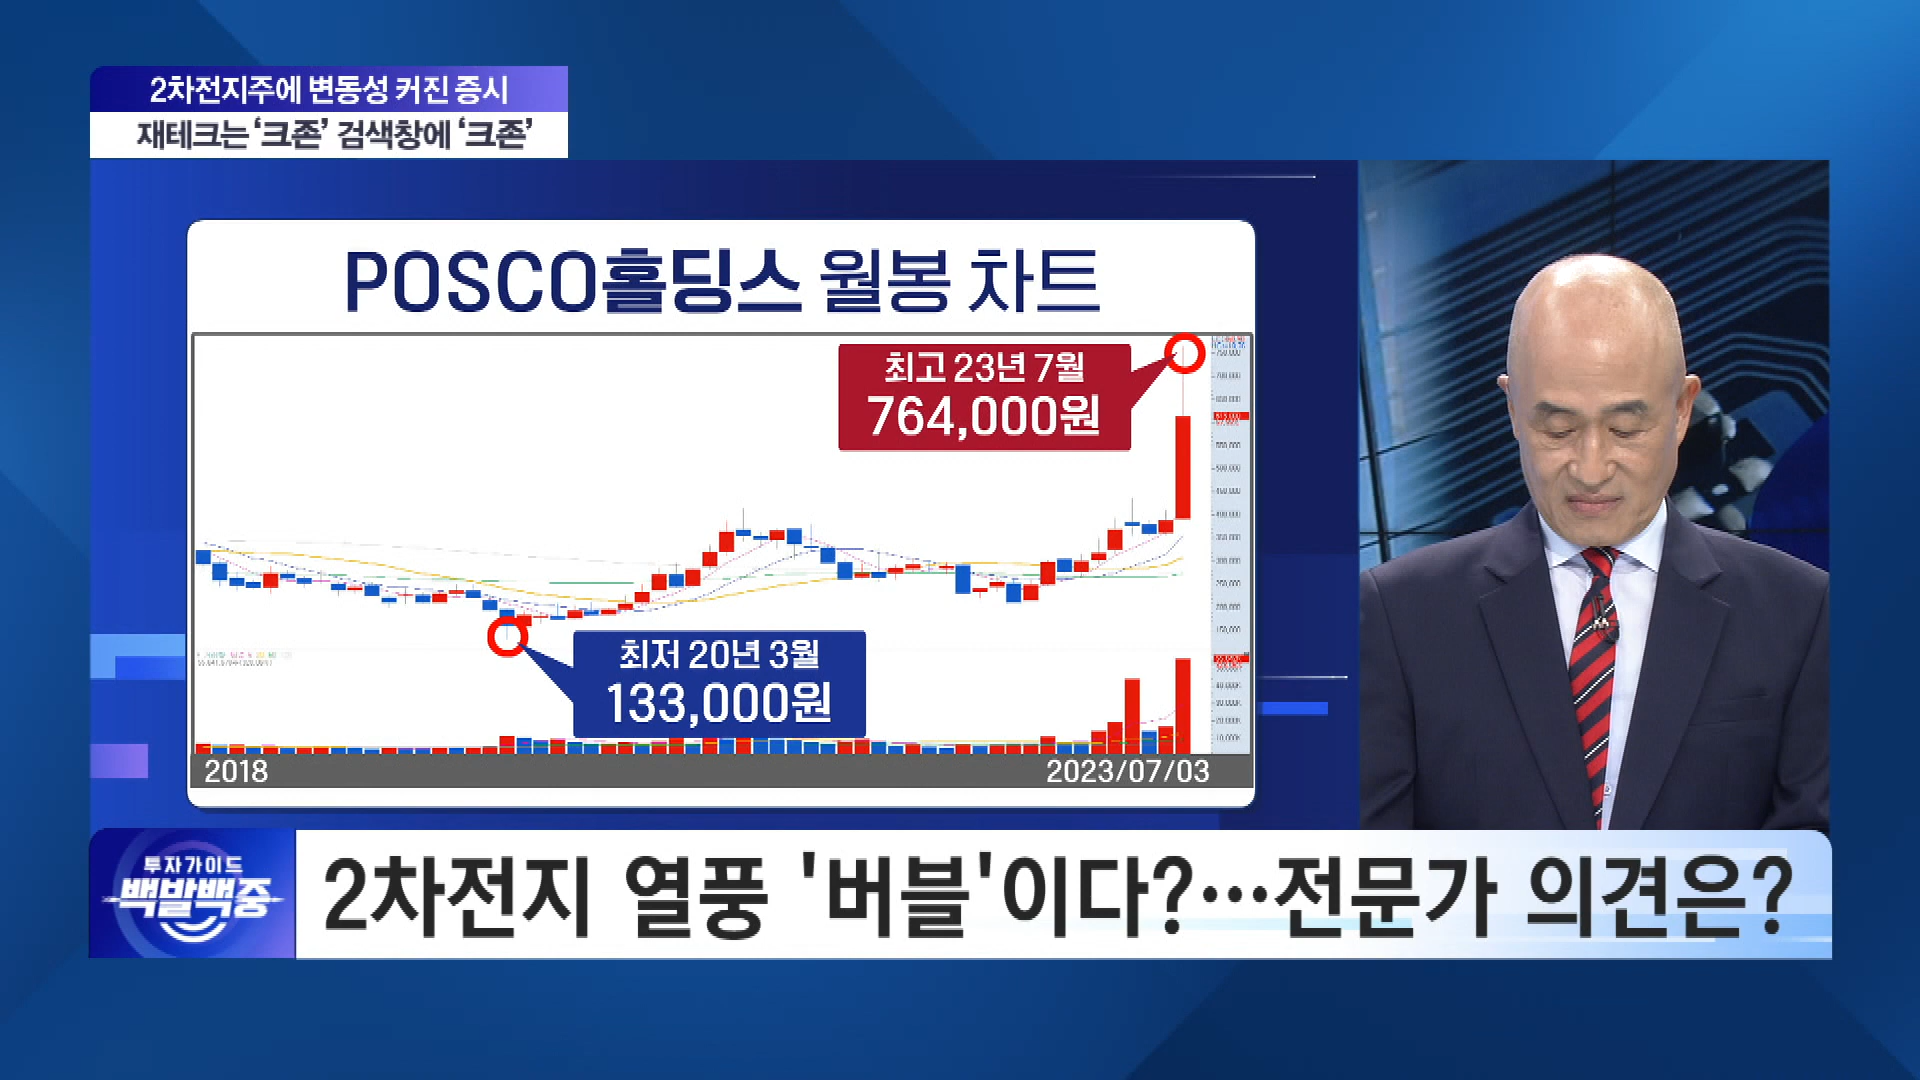 2차전지주에 변동성 커진 증시
재테크는 ‘크존’ 검색창에 ‘크존’
POSCO홀딩스 월봉 차트
최고 23년 7월
764,000원
최저 20년 3월
133,000원
2018
2023/07/03
투자가이드
백발백중
2차전지 열풍 '버블'이다?…전문가 의견은?